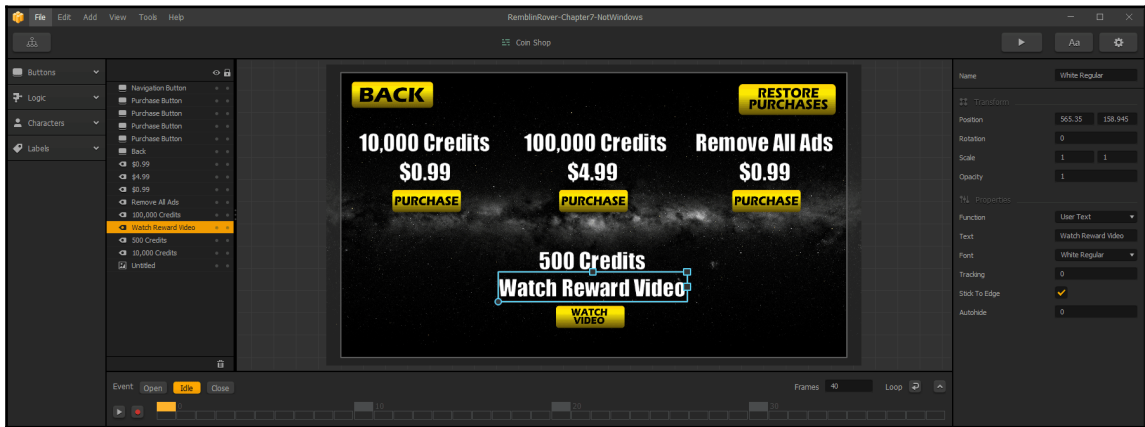 File Edit Add View Tools Help
RemblinRover-Chapter7-NotWindows
Coin Shop
Aa
Buttons
Logic
Characters
Labels
Navigation Button
Purchase Button
Purchase Button
Purchase Button
Purchase Button
Back
$0.99
$4.99
$0.99
Remove All Ads
100,000 Credits
Watch Reward Video
500 Credits
10,000 Credits
Untitled
BACK
RESTORE
PURCHASES
10,000 Credits 100,000 Credits Remove All Ads
$0.99 $4.99 $0.99
PURCHASE PURCHASE PURCHASE
500 Credits
Watch Reward Video
WATCH
VIDEO
Name White Regular
Transform
Position 565.35 158.945
Rotation 0
Scale 1 1
Opacity 1
Properties
Function User Text
Text Watch Reward Video
Font White Regular
Tracking 0
Stick To Edge
Autohide 0
Event Open Idle Close Frames 40 Loop
0 10 20 30